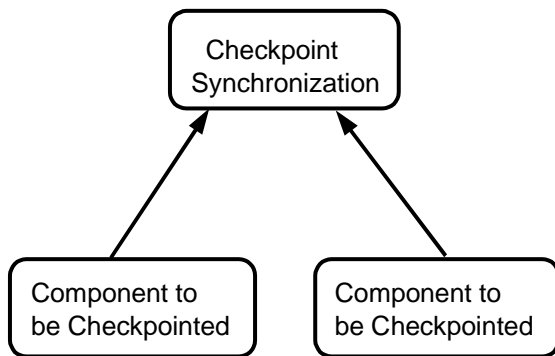 Checkpoint
Synchronization
Component to
be Checkpointed
Component to
be Checkpointed